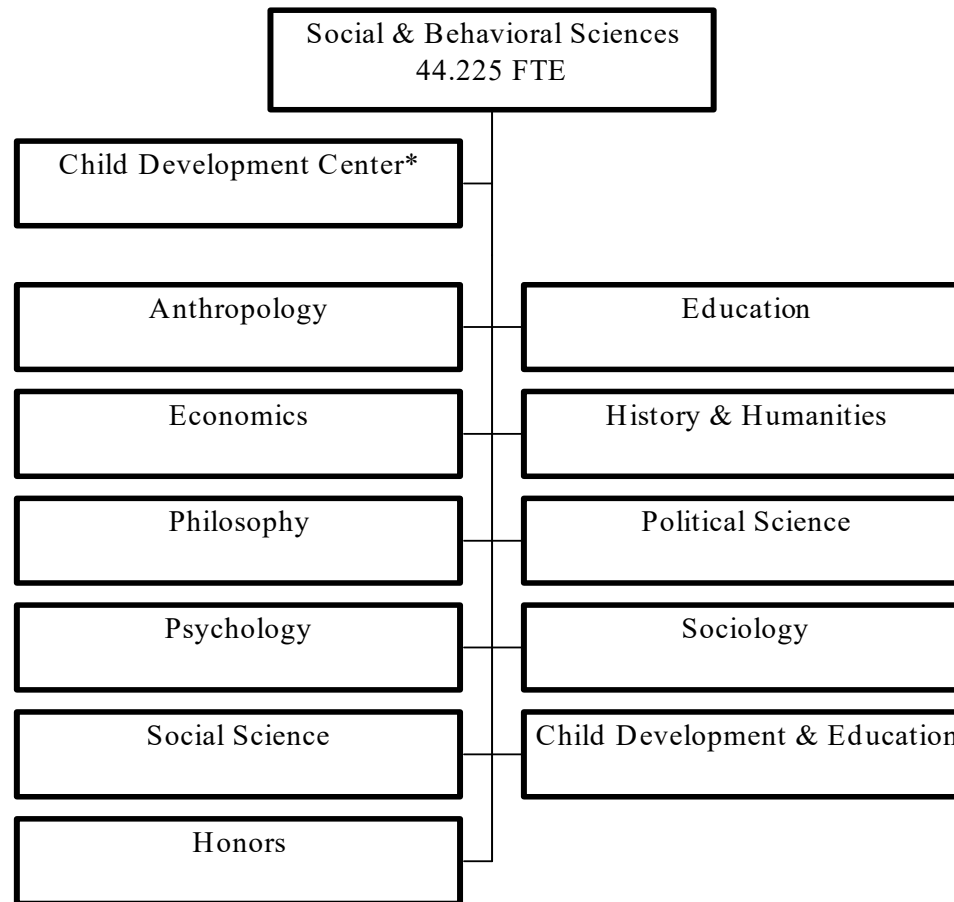 Social & Behavioral Sciences
44.225 FTE
Child Development Center*
Anthropology
Education
Economics
History & Humanities
Philosophy
Political Science
Psychology
Sociology
Social Science
Child Development & Education
Honors